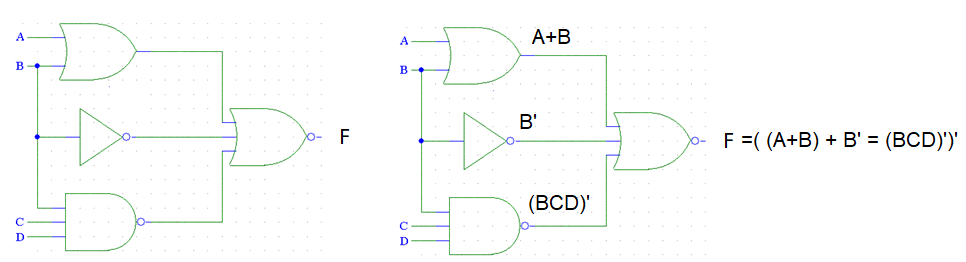 A
B
C
D
F
A+B
A
B
B'
(BCD)'
C
D
F =( (A+B) + B' = (BCD)')'